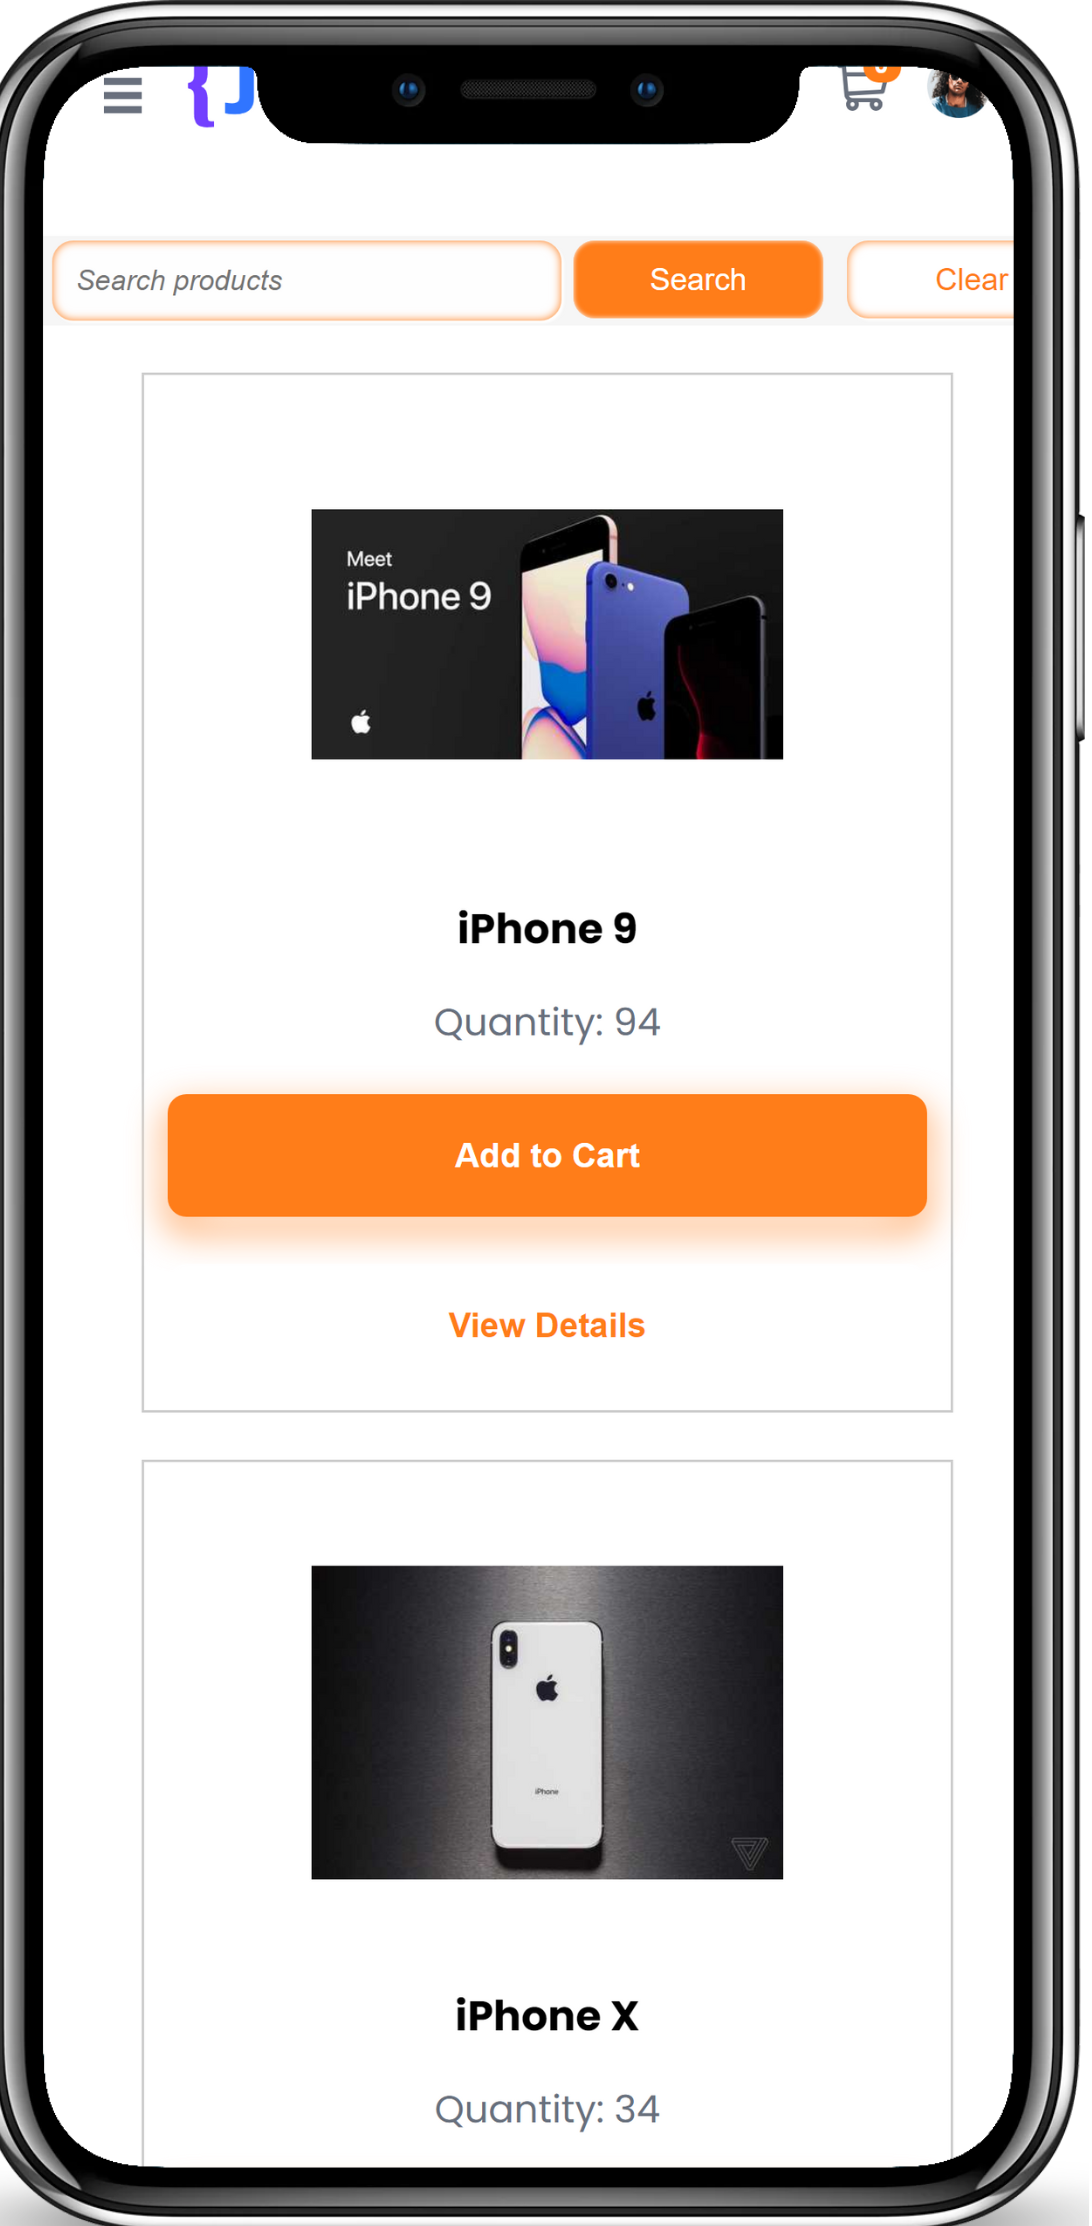 {J
Search products
Search
Clear
Meet
iPhone 9
iPhone 9
Quantity: 94
Add to Cart
View Details
iPhone
iPhone X
Quantity: 34